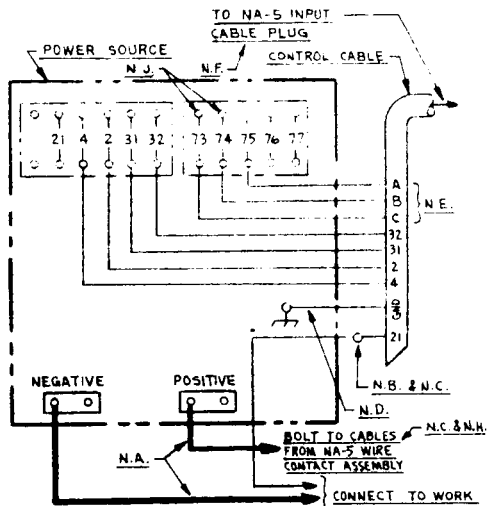 TO NA-5 INPUT
CABLE PLUG
POWER SOURCE
N.J.
N.F.
CONTROL CABLE
21 4 2 31 32
73 74 75 76 77
A
B
C
N.E.
32
31
2
4
GND
21
N.B. & N.C.
N.D.
NEGATIVE
POSITIVE
N.A.
BOLT TO CABLES
FROM NA-5 WIRE
CONTACT ASSEMBLY
N.C. & N.H.
CONNECT TO WORK